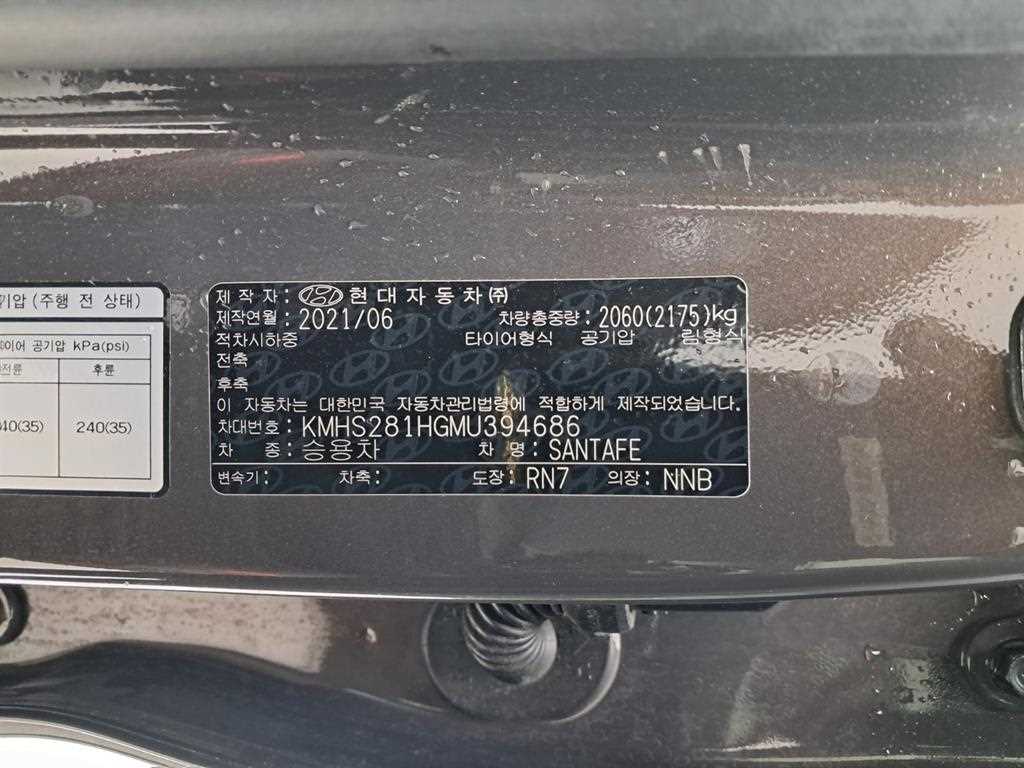 기압 (주행 전 상태)
이어 공기압 kPa(psi)
전륜 후륜
40(35) 240(35)
제 작 자 : 현대자동차㈜
제작연월 : 2021/06 차량총중량: 2060(2175)kg
적차시하중 타이어형식 공기압 림형식
전축
후축
이 자동차는 대한민국 자동차관리법령에 적합하게 제작되었습니다.
차대번호: KMHS281HGMU394686
차 종: 승용차 차 명: SANTAFE
변속기: 차축: 도장: RN7 의장: NNB